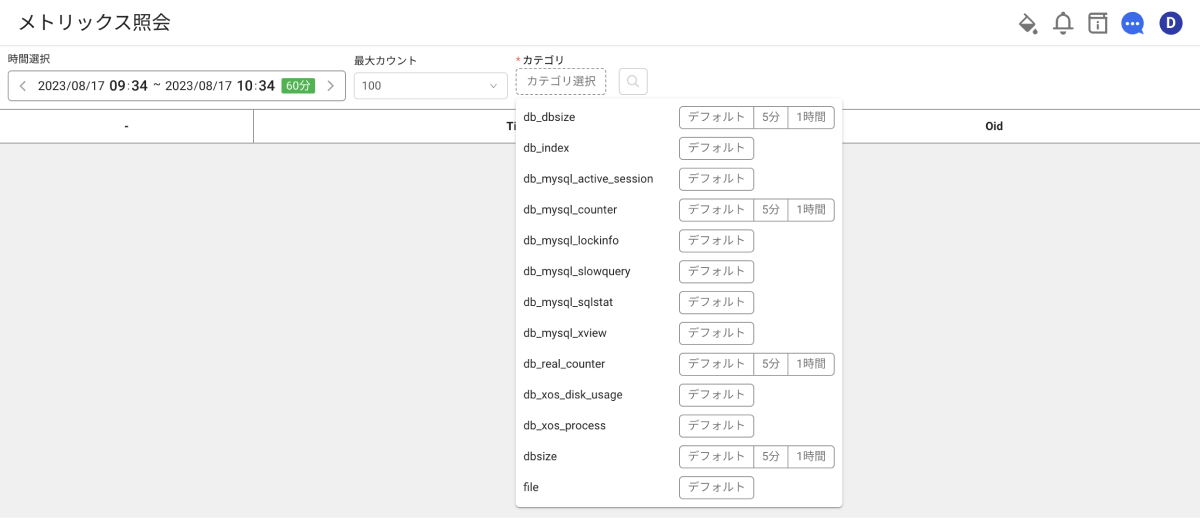 メトリックス照会
D
時間選択
最大カウント
* カテゴリ
2023/08/17 09:34 ~ 2023/08/17 10:34 60分
100
カテゴリ選択
-
Ti
Oid
db_dbsize デフォルト 5分 1時間
db_index デフォルト
db_mysql_active_session デフォルト
db_mysql_counter デフォルト 5分 1時間
db_mysql_lockinfo デフォルト
db_mysql_slowquery デフォルト
db_mysql_sqlstat デフォルト
db_mysql_xview デフォルト
db_real_counter デフォルト 5分 1時間
db_xos_disk_usage デフォルト
db_xos_process デフォルト
dbsize デフォルト 5分 1時間
file デフォルト